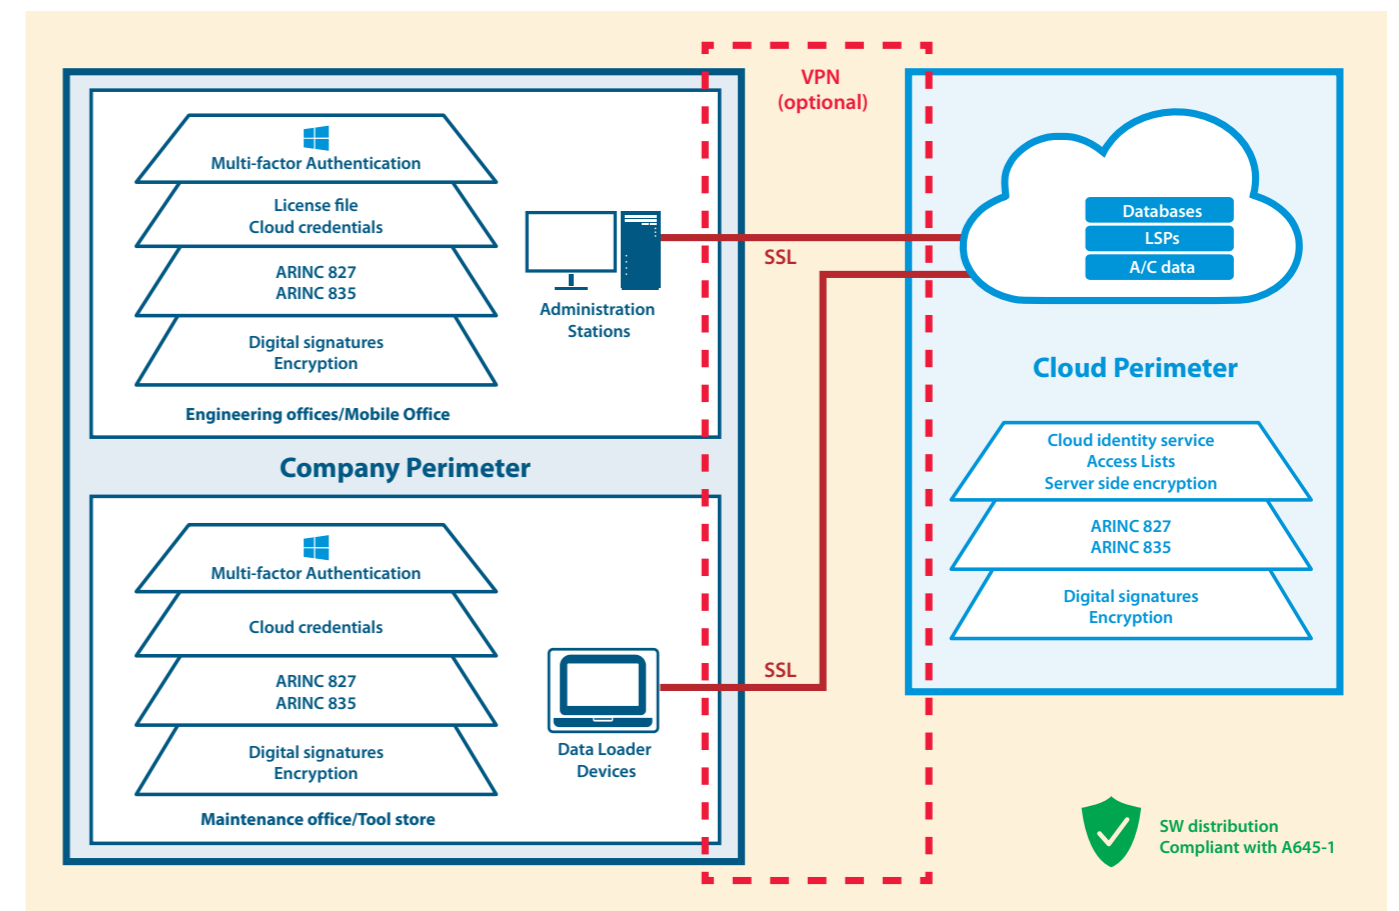 VPN
(optional)
Multi-factor Authentication
License file
Cloud credentials
ARINC 827
ARINC 835
Digital signatures
Encryption
Engineering offices/Mobile Office
Administration
Stations
SSL
Databases
LSPs
A/C data
Cloud Perimeter
Cloud identity service
Access Lists
Server side encryption
ARINC 827
ARINC 835
Digital signatures
Encryption
Company Perimeter
Multi-factor Authentication
Cloud credentials
ARINC 827
ARINC 835
Digital signatures
Encryption
Maintenance office/Tool store
Data Loader
Devices
SSL
SW distribution
Compliant with A645-1